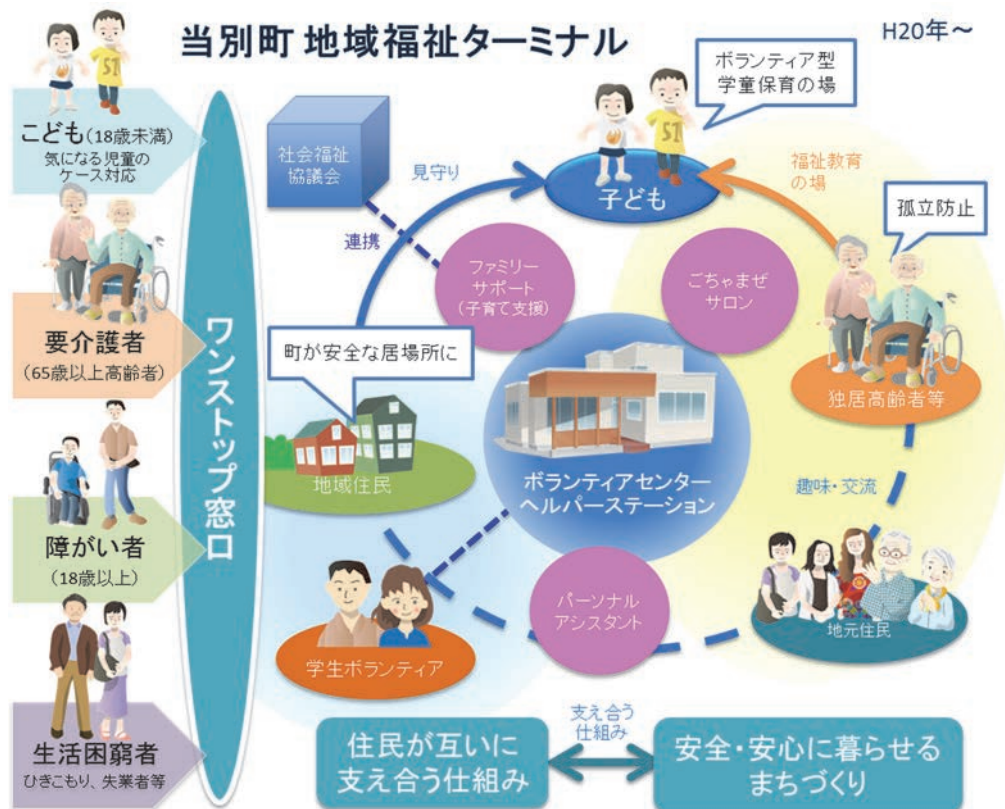 当別町 地域福祉ターミナル
H20年～
こども(18歳未満)
気になる児童の
ケース対応
要介護者
(65歳以上高齢者)
障がい者
(18歳以上)
生活困窮者
ひきこもり、失業者等
ワンストップ窓口
社会福祉
協議会
見守り
連携
ボランティア型
学童保育の場
子ども
福祉教育
の場
孤立防止
ファミリー
サポート
(子育て支援)
ごちゃまぜ
サロン
町が安全な居場所に
地域住民
独居高齢者等
ボランティアセンター
ヘルパーステーション
趣味・交流
パーソナル
アシスタント
学生ボランティア
地元住民
住民が互いに
支え合う仕組み
支え合う
仕組み
安全・安心に暮らせる
まちづくり
51
51